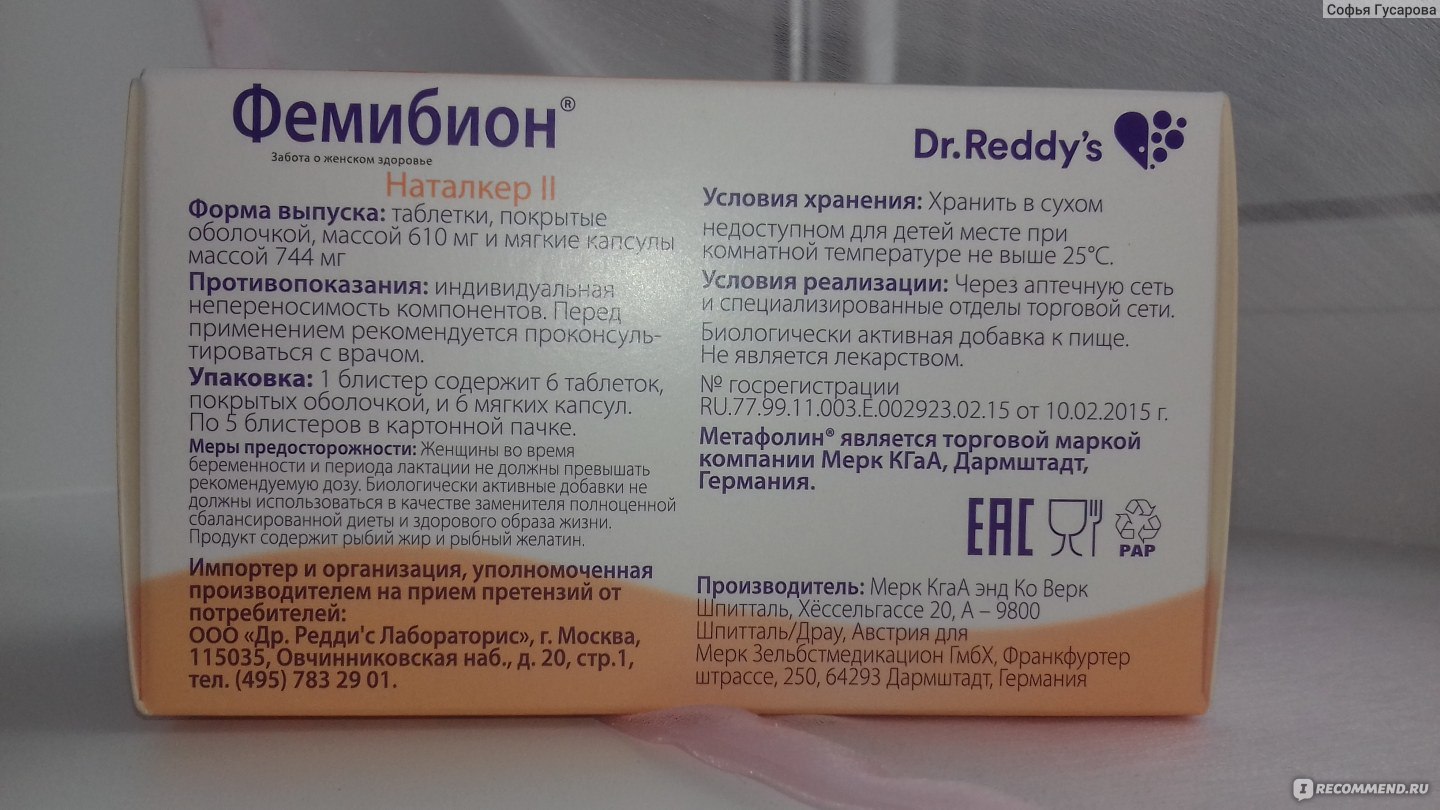 Софья Гусарова
Фемибион®
Забота о женском здоровье
Наталкер II
Форма выпуска: таблетки, покрытые
оболочкой, массой 610 мг и мягкие капсулы
массой 744 мг
Противопоказания: индивидуальная
непереносимость компонентов. Перед
применением рекомендуется проконсуль-
тироваться с врачом.
Упаковка: 1 блистер содержит 6 таблеток,
покрытых оболочкой, и 6 мягких капсул.
По 5 блистеров в картонной пачке.
Меры предосторожности: Женщины во время
беременности и периода лактации не должны превышать
рекомендуемую дозу. Биологически активные добавки не
должны использоваться в качестве заменителя полноценной
сбалансированной диеты и здорового образа жизни.
Продукт содержит рыбий жир и рыбный желатин.
Импортер и организация, уполномоченная
производителем на прием претензий от
потребителей:
ООО «Др. Редди'с Лабораторис», г. Москва,
115035, Овчинниковская наб., д. 20, стр.1,
тел. (495) 783 29 01.
Dr.Reddy's
Условия хранения: Хранить в сухом
недоступном для детей месте при
комнатной температуре не выше 25°С.
Условия реализации: Через аптечную сеть
и специализированные отделы торговой сети.
Биологически активная добавка к пище.
Не является лекарством.
№ госрегистрации
RU.77.99.11.003.Е.002923.02.15 от 10.02.2015 г.
Метафолин® является торговой маркой
компании Мерк КГаА, Дармштадт,
Германия.
EAC
PAP
Производитель: Мерк КгаА энд Ко Верк
Шпитталь, Хёссельгассе 20, А – 9800
Шпитталь/Драу, Австрия для
Мерк Зельбстмедикацион ГмбХ, Франкфуртер
штрассе, 250, 64293 Дармштадт, Германия
IRECOMMEND.RU